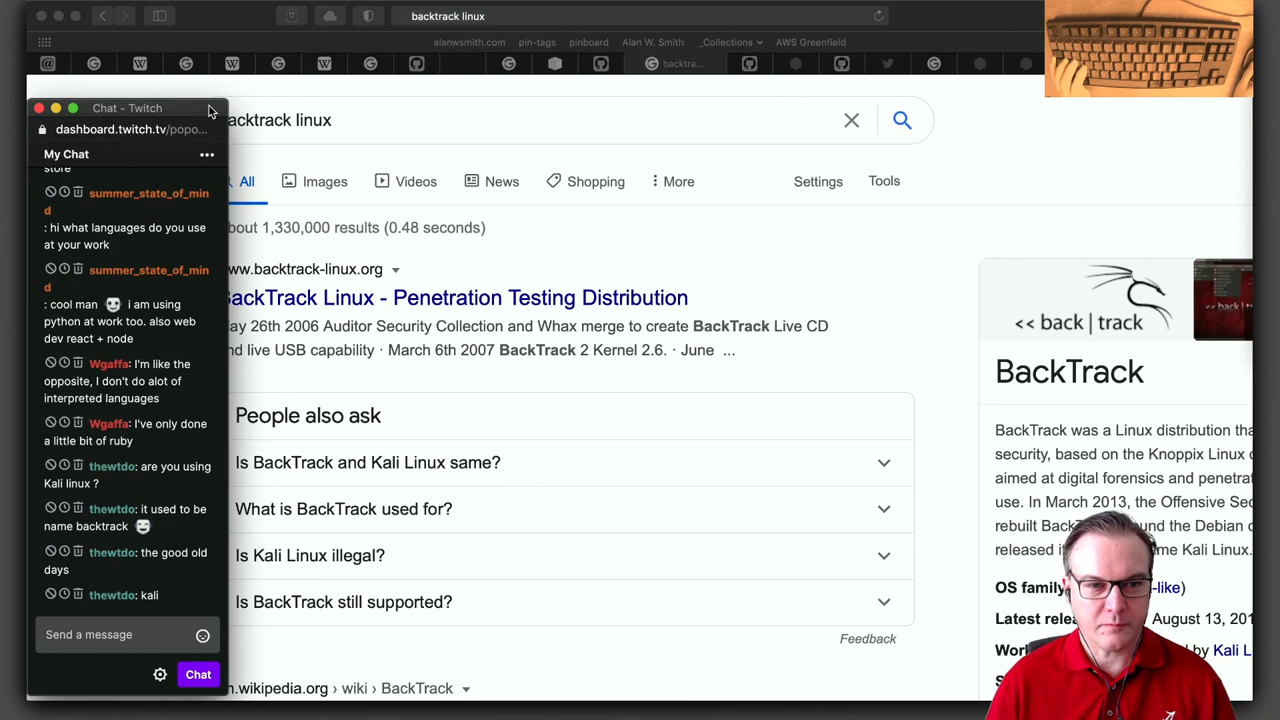 backtrack linux
alanwsmith.com pin-tags pinboard Alan W. Smith _Collections AWS Greenfield
backtra...
Chat - Twitch
dashboard.twitch.tv/popo...
My Chat
store
summer_state_of_min
d
: hi what languages do you use
at your work
summer_state_of_min
d
: cool man i am using
python at work too. also web
dev react + node
Wgaffa: I'm like the
opposite, I don't do alot of
interpreted languages
Wgaffa: I've only done
a little bit of ruby
thewtdo: are you using
Kali linux ?
thewtdo: it used to be
name backtrack
thewtdo: the good old
days
thewtdo: kali
Send a message
Chat
acktrack linux
All Images Videos News Shopping More Settings Tools
bout 1,330,000 results (0.48 seconds)
ww.backtrack-linux.org
BackTrack Linux - Penetration Testing Distribution
ay 26th 2006 Auditor Security Collection and Whax merge to create BackTrack Live CD
nd live USB capability · March 6th 2007 BackTrack 2 Kernel 2.6. · June ...
People also ask
Is BackTrack and Kali Linux same?
What is BackTrack used for?
Is Kali Linux illegal?
Is BackTrack still supported?
Feedback
n.wikipedia.org › wiki › BackTrack
<< back | track
<< back | track
BackTrack
BackTrack was a Linux distribution tha
security, based on the Knoppix Linux
aimed at digital forensics and penetra
use. In March 2013, the Offensive Sec
rebuilt Back und the Debian
released i me Kali Linux.
OS family -like)
Latest rele August 13, 201
Wor by Kali L